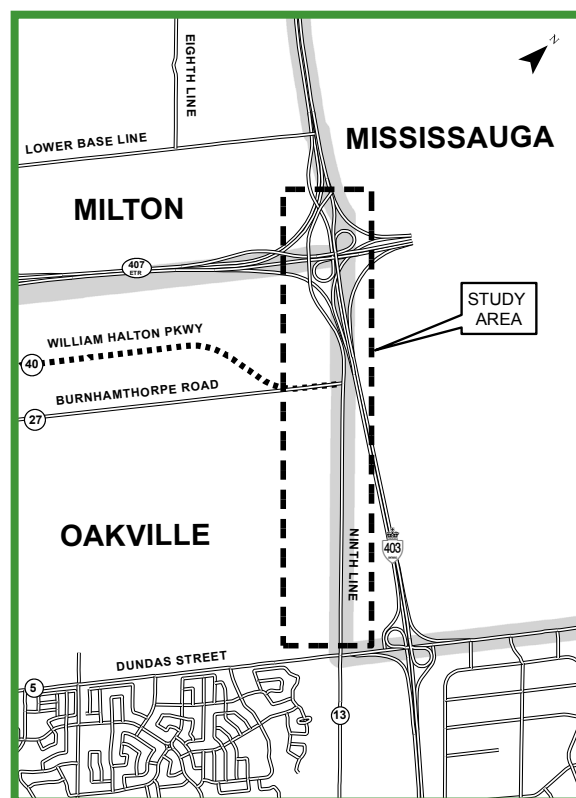 EIGHTH LINE
N
LOWER BASE LINE
MISSISSAUGA
MILTON
407
ETR
STUDY
AREA
WILLIAM HALTON PKWY
40
BURNHAMTHORPE ROAD
27
OAKVILLE
NINTH LINE
403
DUNDAS STREET
5
13